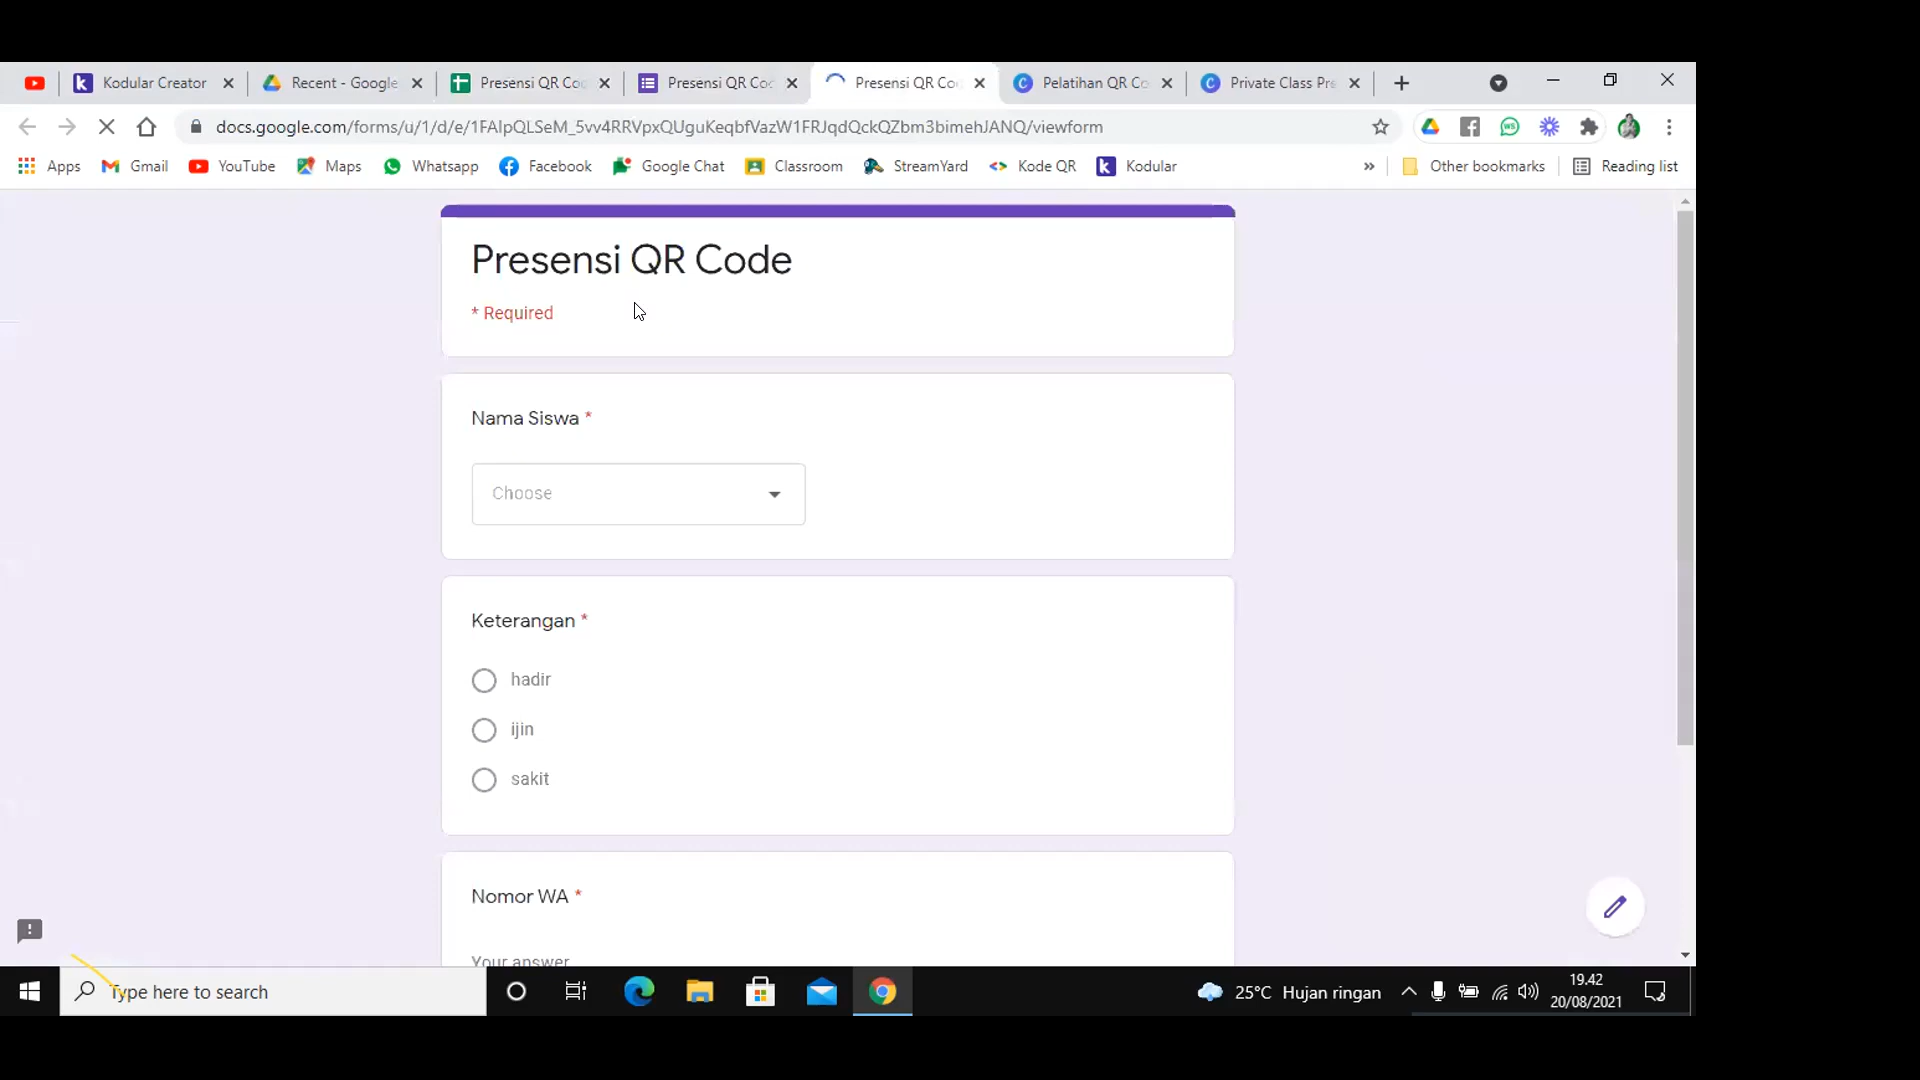 Kodular Creator
Recent - Google
Presensi QR Co
Presensi QR Co
Presensi QR Co
Pelatihan QR Co
Private Class Pre
docs.google.com/forms/u/1/d/e/1FAIpQLSeM_5vv4RRVpxQUguKeqbfVazW1FRJqdQckQZbm3bimehJANQ/viewform
Apps
Gmail
YouTube
Maps
Whatsapp
Facebook
Google Chat
Classroom
StreamYard
Kode QR
Kodular
»
Other bookmarks
Reading list
Presensi QR Code
* Required
Nama Siswa *
Choose
Keterangan *
hadir
ijin
sakit
Nomor WA *
Your answer
Type here to search
25°C Hujan ringan
19.42
20/08/2021